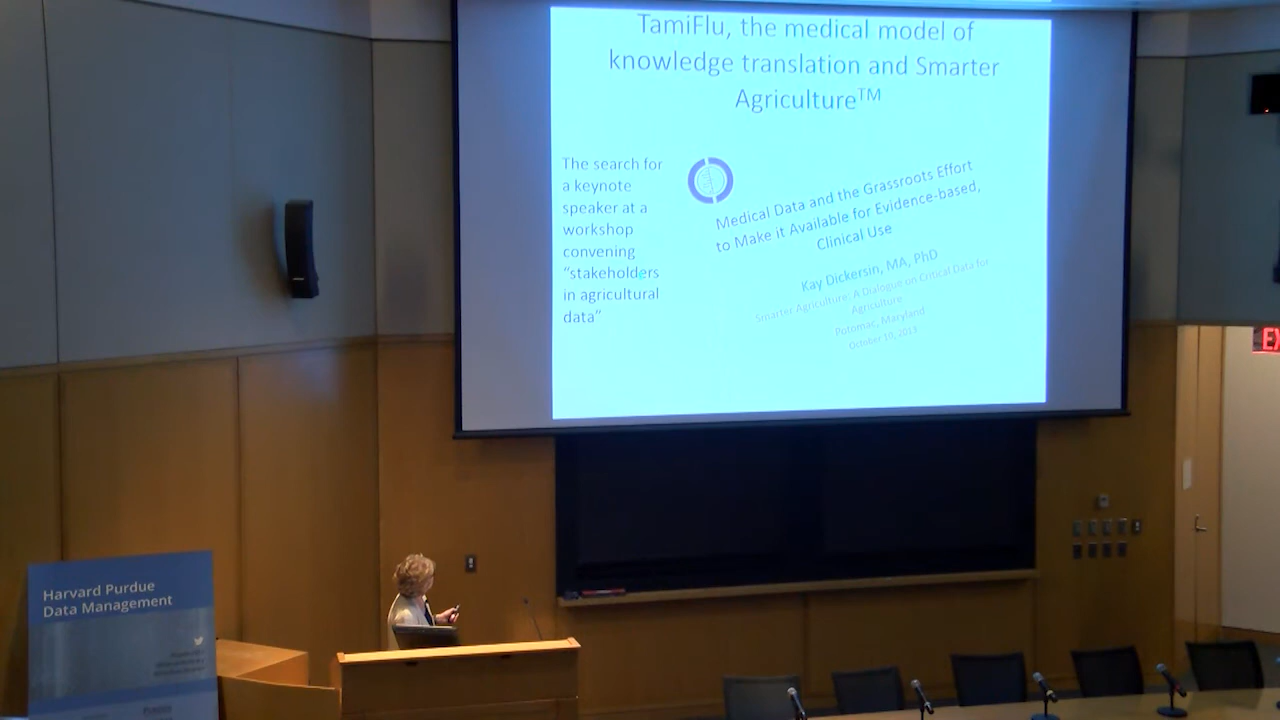 TamiFlu, the medical model of
knowledge translation and Smarter
Agriculture™
The search for
a keynote
speaker at a
workshop
convening
“stakeholders
in agricultural
data”
Medical Data and the Grassroots Effort
to Make it Available for Evidence-based,
Clinical Use
Kay Dickersin, MA, PhD
Smarter Agriculture: A Dialogue on Critical Data for
Agriculture
Potomac, Maryland
October 10, 2013
EX
Harvard Purdue
Data Management